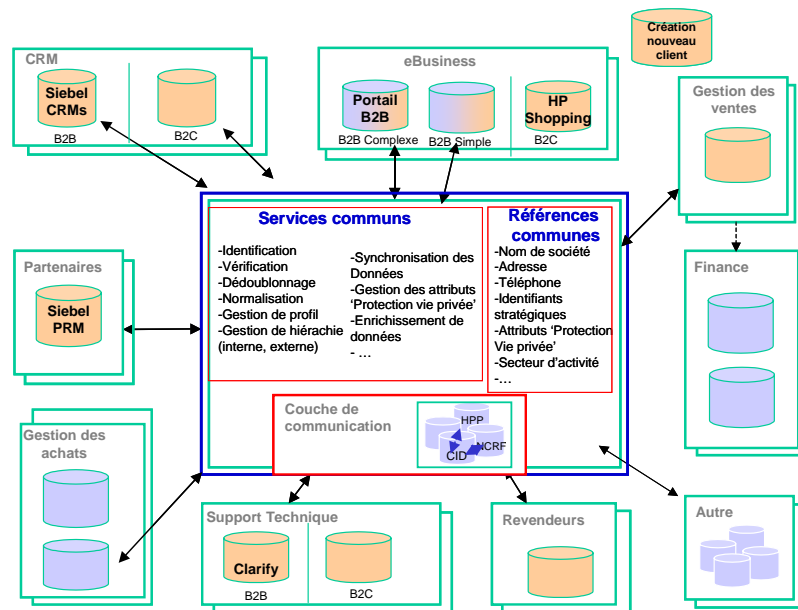 Création
nouveau
client
CRM
Siebel
CRMs
B2B
B2C
eBusiness
Portail
B2B
HP
Shopping
B2B Complexe
B2B Simple
B2C
Gestion des
ventes
Services communs
-Identification
-Vérification
-Dédoublonnage
-Normalisation
-Gestion de profil
-Gestion de hiérachie
(interne, externe)
-Synchronisation des
Données
-Gestion des attributs
‘Protection vie privée’
-Enrichissement de
données
- …
Références
communes
-Nom de société
-Adresse
-Téléphone
-Identifiants
stratégiques
-Attributs ‘Protection
Vie privée’
-Secteur d’activité
-…
Partenaires
Siebel
PRM
Finance
Couche de
communication
HPP
NCRF
CID
Gestion des
achats
Support Technique
Clarify
B2B
B2C
Revendeurs
Autre